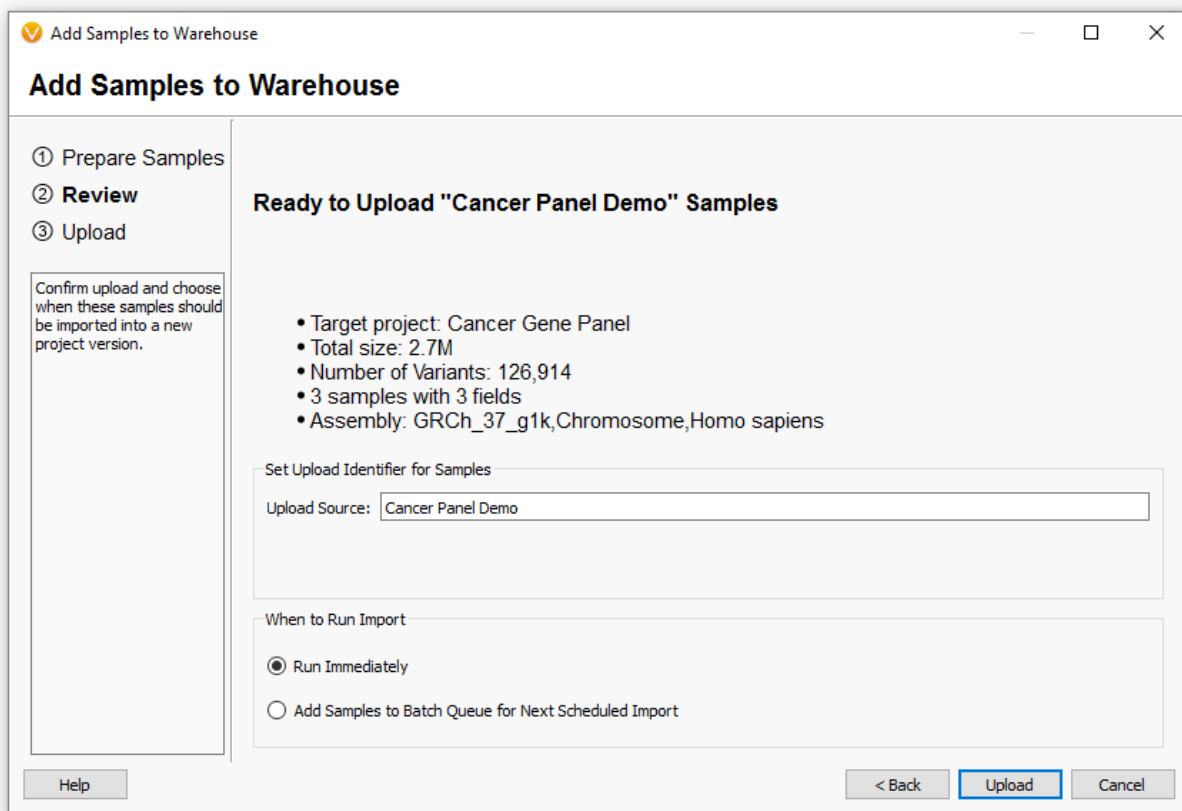 Add Samples to Warehouse
Add Samples to Warehouse
① Prepare Samples
② Review
③ Upload
Confirm upload and choose
when these samples should
be imported into a new
project version.
Ready to Upload "Cancer Panel Demo" Samples
• Target project: Cancer Gene Panel
• Total size: 2.7M
• Number of Variants: 126,914
• 3 samples with 3 fields
• Assembly: GRCh_37_g1k,Chromosome,Homo sapiens
Set Upload Identifier for Samples
Upload Source: Cancer Panel Demo
When to Run Import
Run Immediately
Add Samples to Batch Queue for Next Scheduled Import
Help < Back Upload Cancel